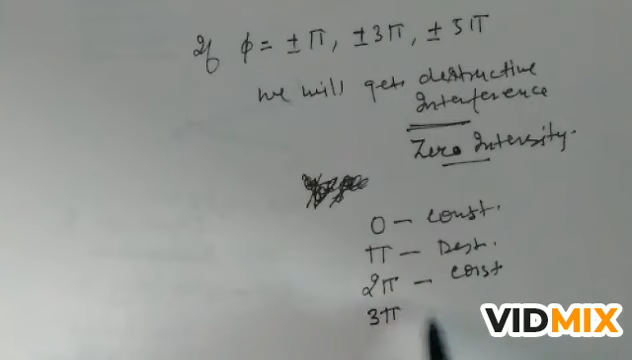 If φ = ±π, ±3π, ±5π
we will get destructive
Interference
Zero Intensity.
0 – const.
π – Dest.
2π – const
3π
VIDMIX